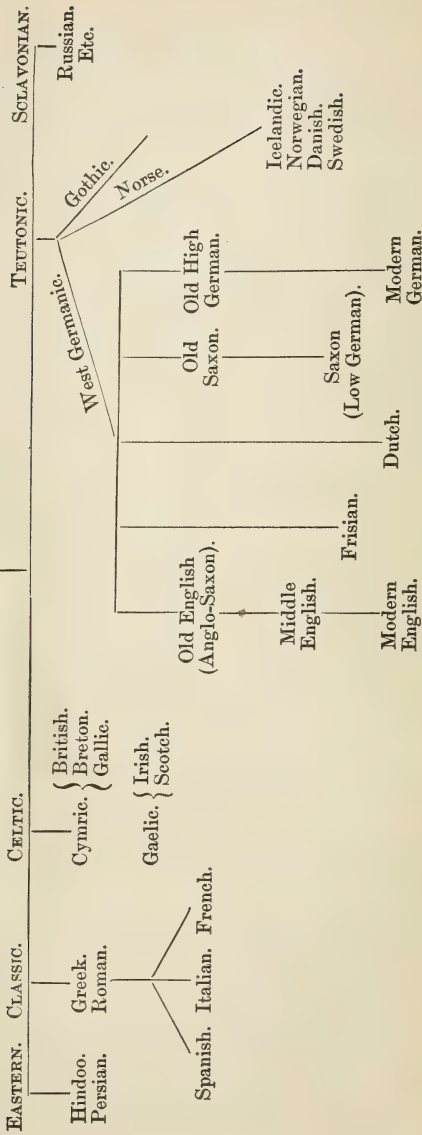 EASTERN. CLASSIC. CELTIC. TEUTONIC. SCLAVONIAN.
Hindoo.
Persian.
Greek.
Roman.
Spanish. Italian. French.
Cymric. { British.
Breton.
Gallic.
Gaelic. { Irish.
Scotch.
West Germanic.
Gothic.
Norse.
Russian.
Etc.
Old English
(Anglo-Saxon).
Middle
English.
Modern
English.
Frisian.
Dutch.
Old
Saxon.
Saxon
(Low German).
Old High
German.
Modern
German.
Icelandic.
Norwegian.
Danish.
Swedish.